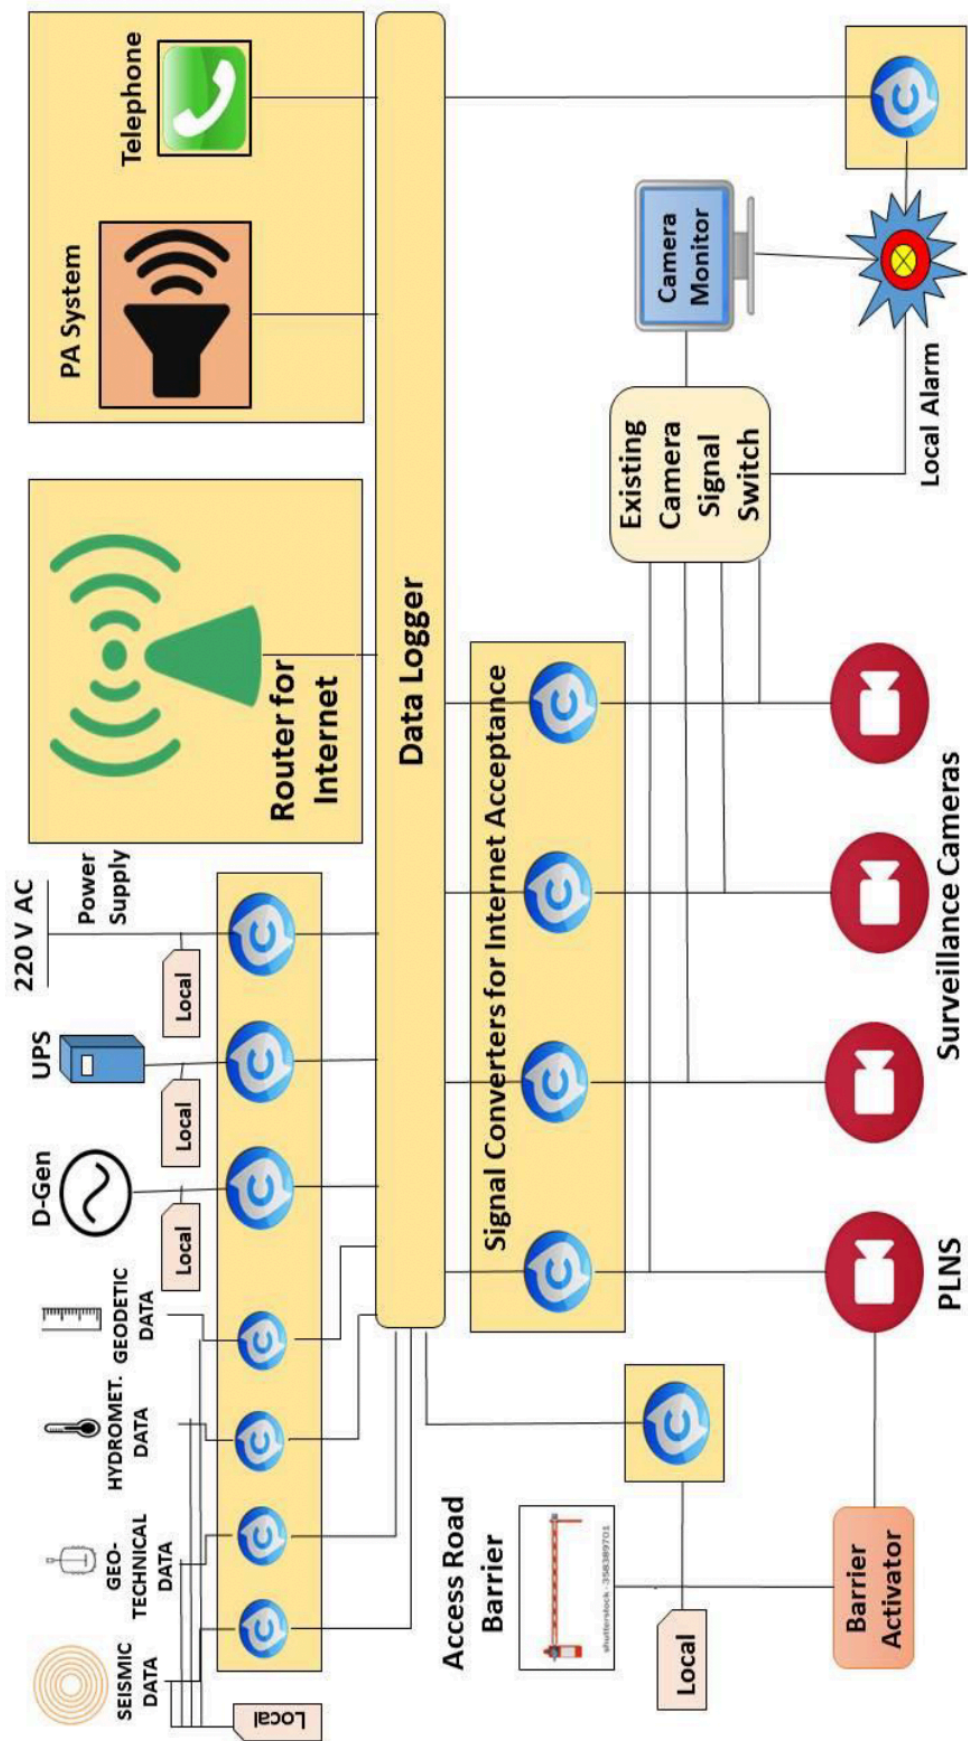 SEISMIC
DATA
GEO-
TECHNICAL
DATA
HYDROMET.
DATA
GEODETIC
DATA
D-Gen
UPS
220 V AC
Power
Supply
Router for
Internet
PA System
Telephone
Local
Local
Local
Local
Data Logger
Signal Converters for Internet Acceptance
C
C
C
C
C
C
C
C
C
C
C
C
C
Access Road
Barrier
shutterstock · 358389701
Local
Barrier
Activator
PLNS
Surveillance Cameras
Existing
Camera
Signal
Switch
Camera
Monitor
Local Alarm